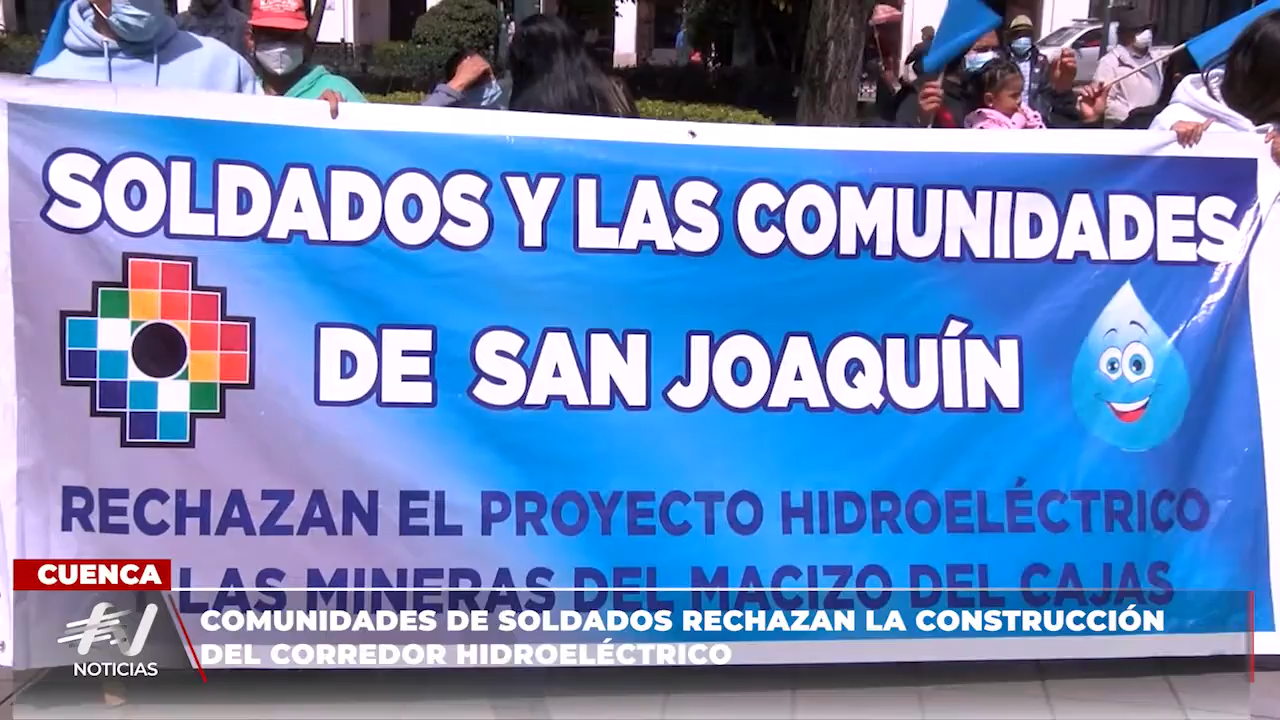 SOLDADOS Y LAS COMUNIDADES
DE SAN JOAQUÍN
RECHAZAN EL PROYECTO HIDROELÉCTRICO
LAS MINERAS DEL MACIZO DEL CAJAS
CUENCA
COMUNIDADES DE SOLDADOS RECHAZAN LA CONSTRUCCIÓN
DEL CORREDOR HIDROELÉCTRICO
NOTICIAS